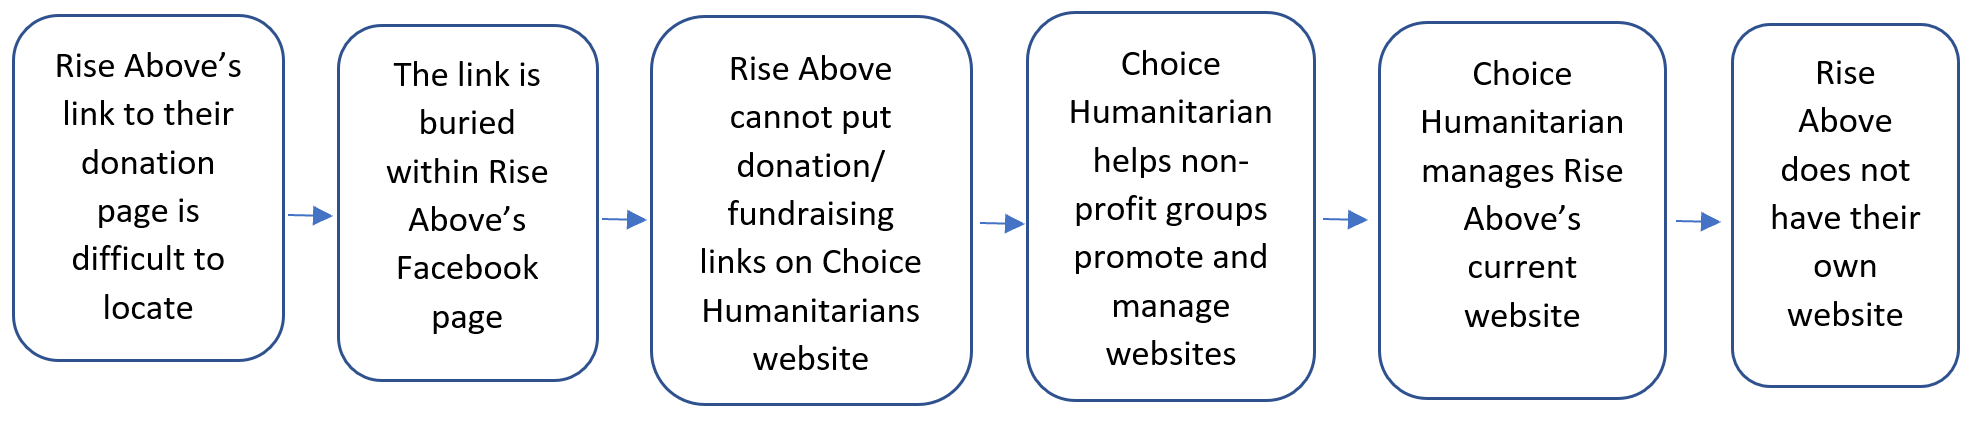 Rise Above’s
link to their
donation
page is
difficult to
locate
The link is
buried
within Rise
Above’s
Facebook
page
Rise Above
cannot put
donation/
fundraising
links on Choice
Humanitarians
website
Choice
Humanitarian
helps non-
profit groups
promote and
manage
websites
Choice
Humanitarian
manages Rise
Above’s
current
website
Rise
Above
does not
have their
own
website